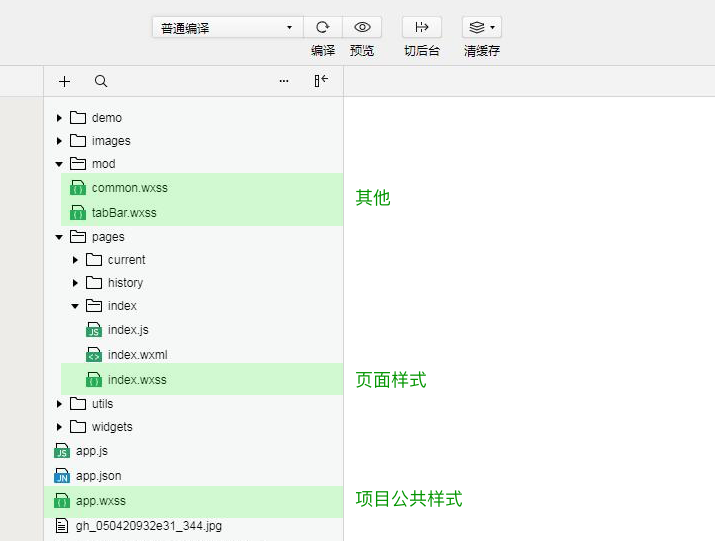 普通编译
编译 预览 切后台 清缓存
demo
images
mod
common.wxss
其他
tabBar.wxss
pages
current
history
index
index.js
index.wxml
index.wxss
页面样式
utils
widgets
app.js
app.json
app.wxss
项目公共样式
gh_050420932e31_344.jpg